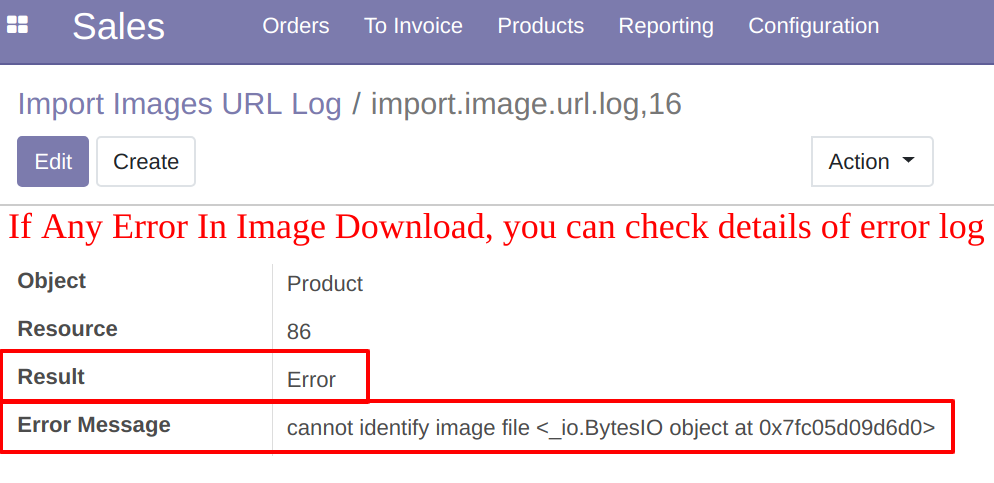 Sales Orders To Invoice Products Reporting Configuration
Import Images URL Log / import.image.url.log,16
Edit Create Action
If Any Error In Image Download, you can check details of error log
Object Product
Resource 86
Result Error
Error Message cannot identify image file <_io.BytesIO object at 0x7fc05d09d6d0>